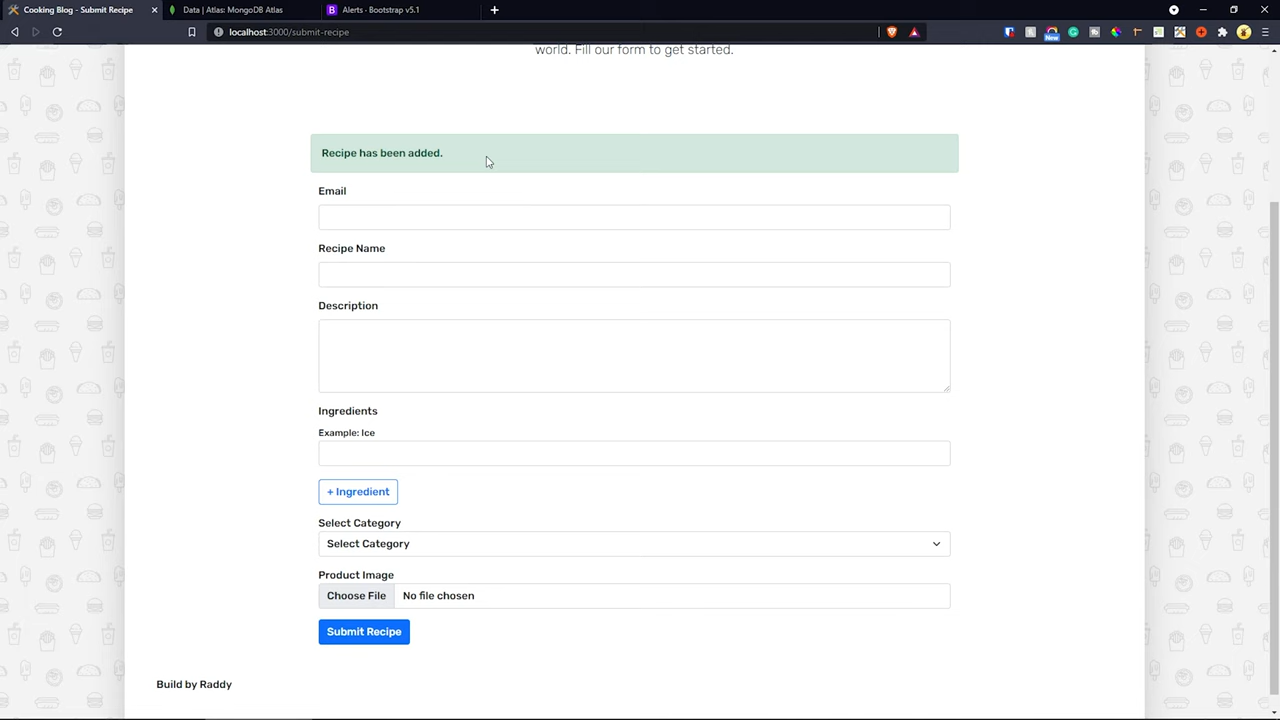 Cooking Blog - Submit Recipe
Data | Atlas: MongoDB Atlas
Alerts · Bootstrap v5.1
localhost:3000/submit-recipe
New
world. Fill our form to get started.
Recipe has been added.
Email
Recipe Name
Description
Ingredients
Example: Ice
+ Ingredient
Select Category
Select Category
Product Image
Choose File No file chosen
Submit Recipe
Build by Raddy